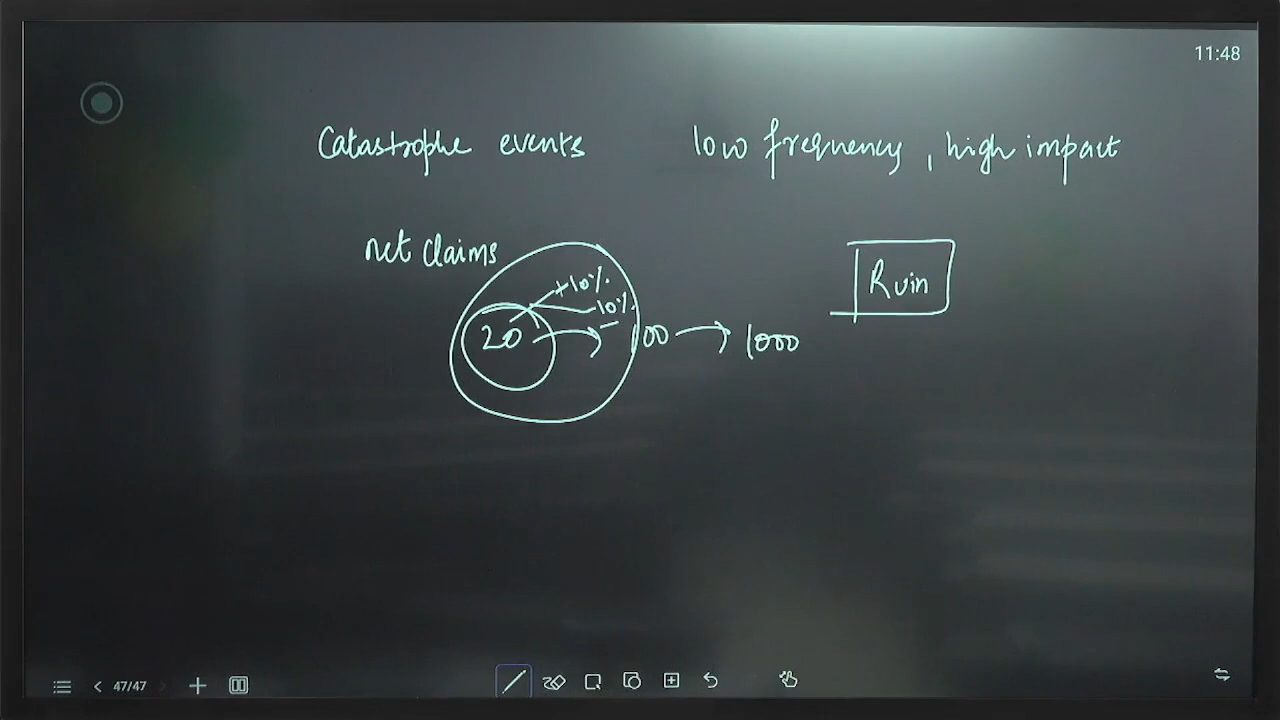 11:48
Catastrophe events low frequency, high impact
net claims
+10%.
-10%.
20 → 100 → 1000
Ruin
47/47